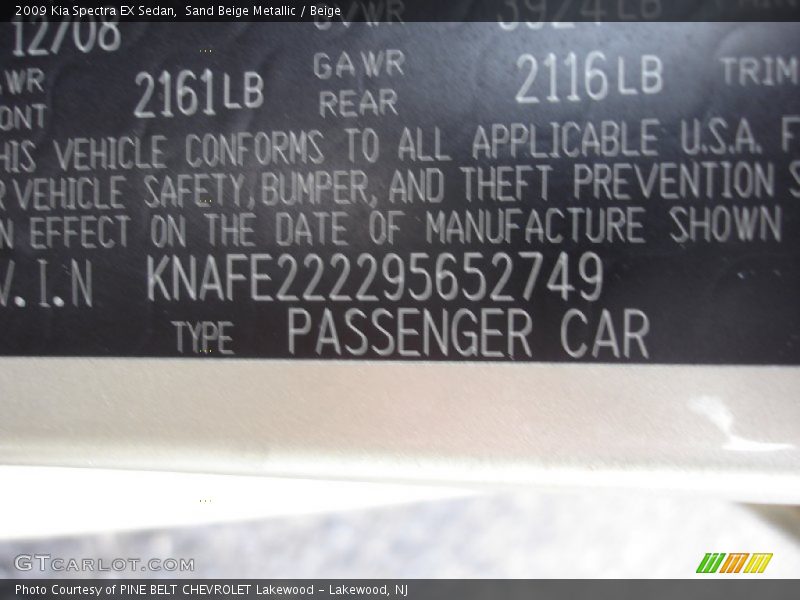 2009 Kia Spectra EX Sedan,  Sand Beige Metallic / Beige
12/08 GVWR 3924LB
GAWR
2161LB 2116LB TRIM
REAR
VEHICLE CONFORMS TO ALL APPLICABLE U.S.A.
VEHICLE SAFETY, BUMPER, AND THEFT PREVENTION S
N EFFECT ON THE DATE OF MANUFACTURE SHOWN
V.I.N KNAFE222295652749
TYPE PASSENGER CAR
GTCARLOT.COM
Photo Courtesy of PINE BELT CHEVROLET Lakewood - Lakewood, NJ